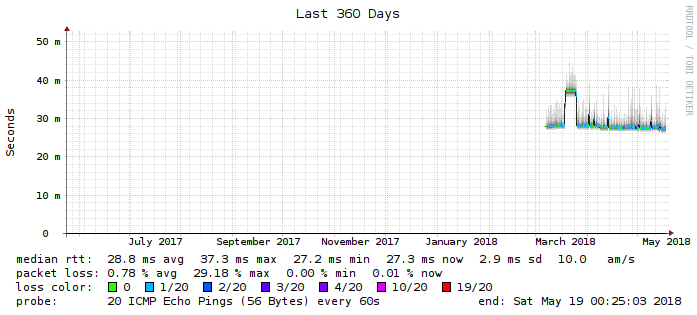 Last 360 Days
RRDTOOL / TOBI OETIKER
50 m
40 m
30 m
20 m
10 m
0
Seconds
July 2017 September 2017 November 2017 January 2018 March 2018 May 2018
median rtt: 28.8 ms avg 37.3 ms max 27.2 ms min 27.3 ms now 2.9 ms sd 10.0 am/s
packet loss: 0.78 % avg 29.18 % max 0.00 % min 0.01 % now
loss color: 0 1/20 2/20 3/20 4/20 10/20 19/20
probe: 20 ICMP Echo Pings (56 Bytes) every 60s end: Sat May 19 00:25:03 2018